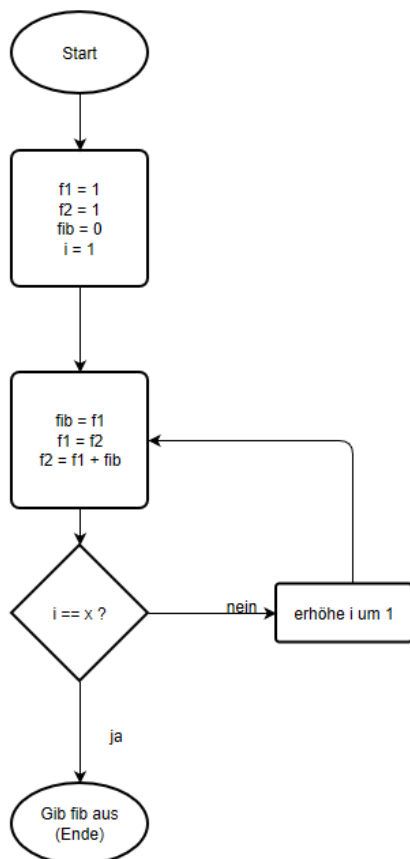 Start
f1 = 1
f2 = 1
fib = 0
i = 1
fib = f1
f1 = f2
f2 = f1 + fib
i == x ?
nein
erhöhe i um 1
ja
Gib fib aus
(Ende)